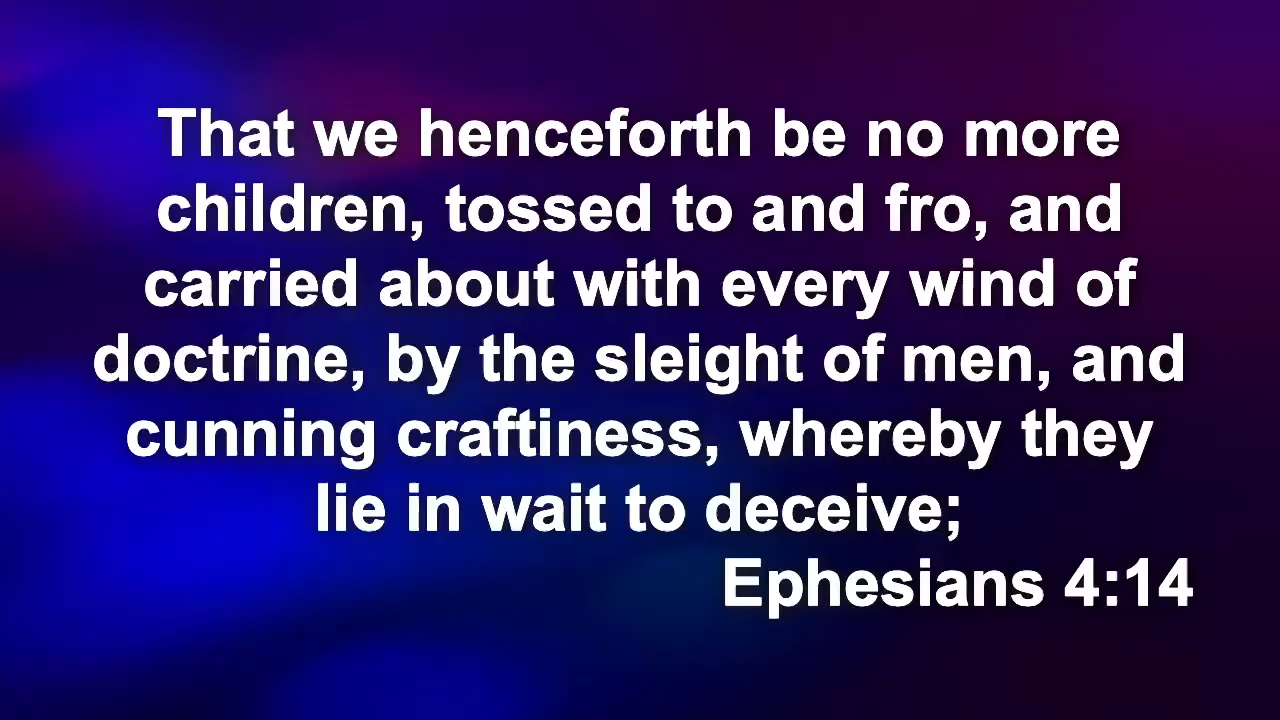 That we henceforth be no more
children, tossed to and fro, and
carried about with every wind of
doctrine, by the sleight of men, and
cunning craftiness, whereby they
lie in wait to deceive;
Ephesians 4:14